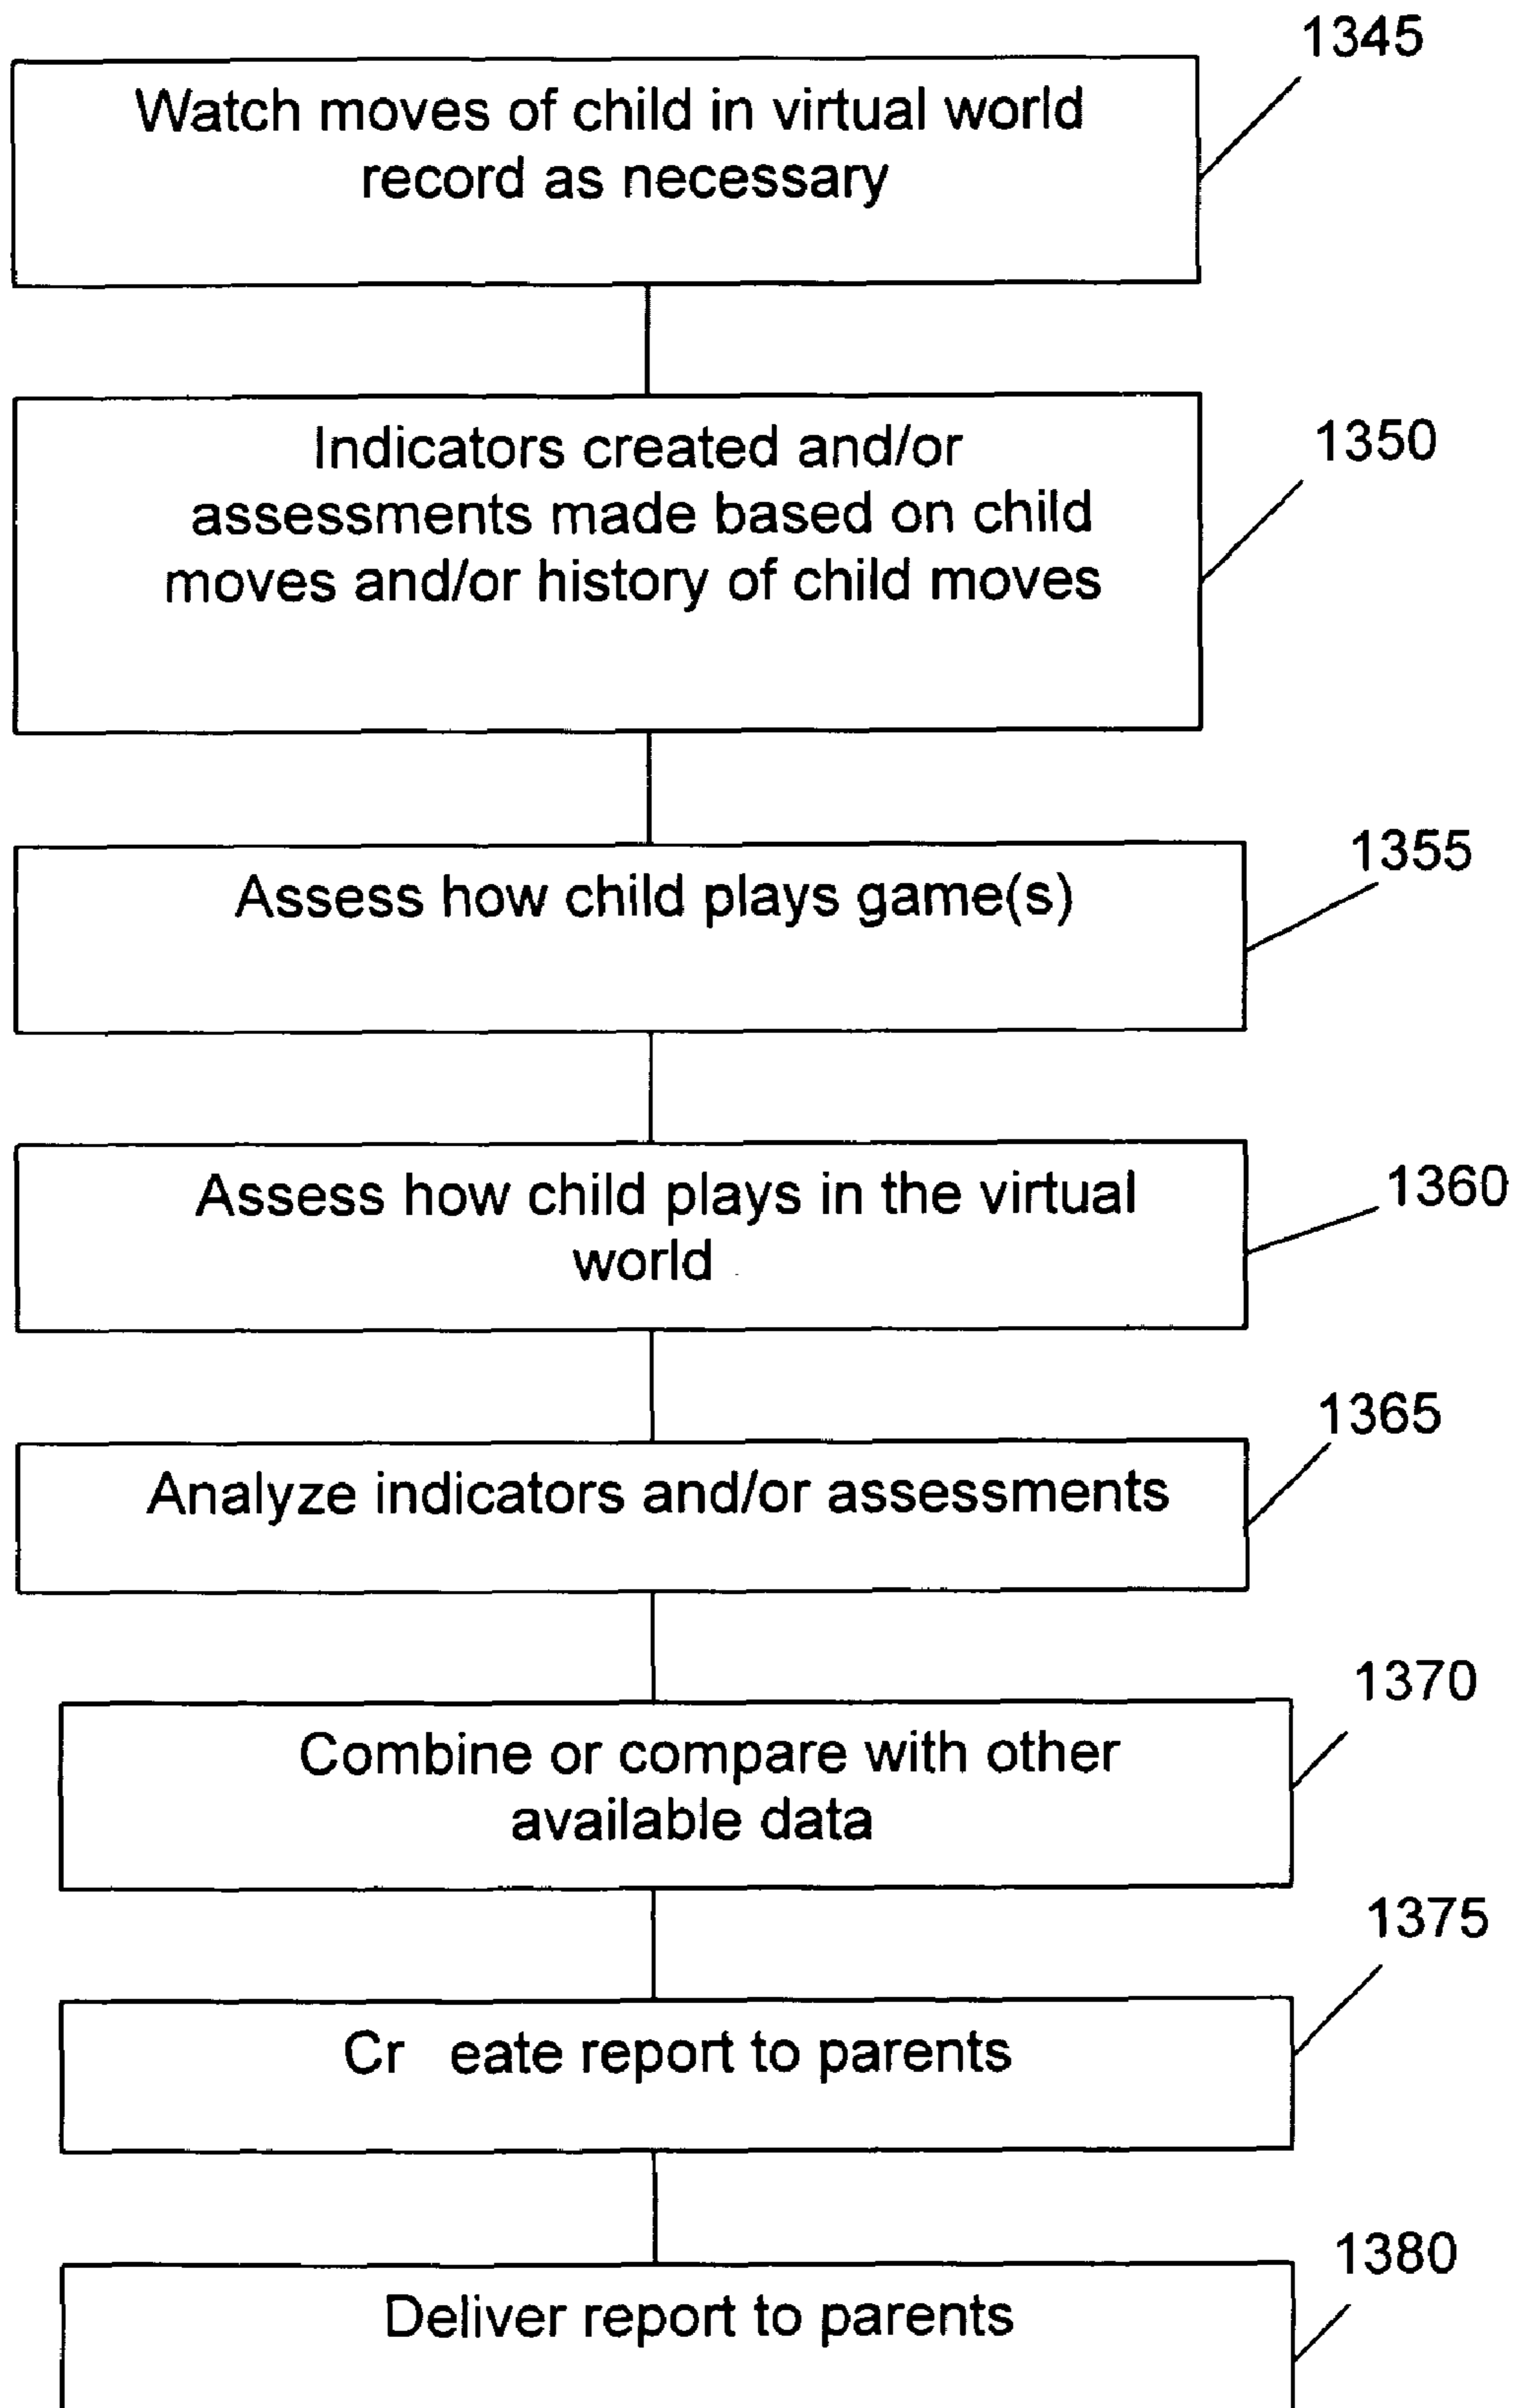 1345
Watch moves of child in virtual world
record as necessary
1350
Indicators created and/or
assessments made based on child
moves and/or history of child moves
1355
Assess how child plays game(s)
1360
Assess how child plays in the virtual
world
1365
Analyze indicators and/or assessments
1370
Combine or compare with other
available data
1375
Cr eate report to parents
1380
Deliver report to parents